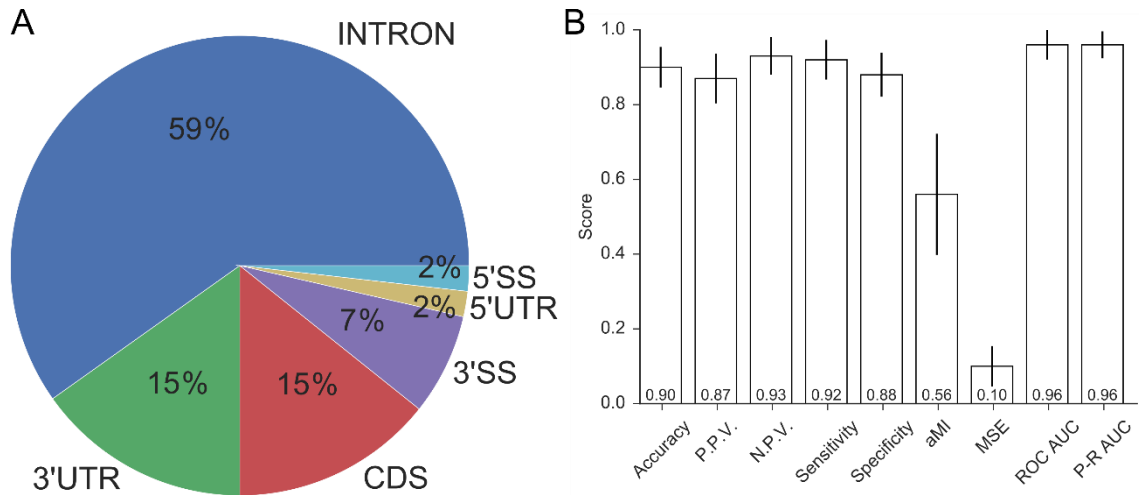 A
INTRON
59%
2%
5'SS
2%
5'UTR
7%
3'SS
15%
15%
3'UTR
CDS
B
Score
1.0
0.8
0.6
0.4
0.2
0.0
0.90
0.87
0.93
0.92
0.88
0.56
0.10
0.96
0.96
Accuracy
P.P.V.
N.P.V.
Sensitivity
Specificity
aMI
MSE
ROC AUC
P-R AUC